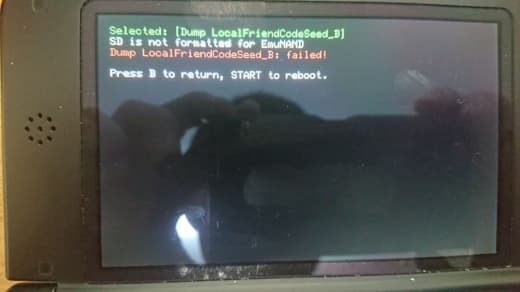 Selected: [Dump LocalFriendCodeSeed_B]
SD is not formatted for EmuNAND
Dump LocalFriendCodeSeed_B: failed!
Press B to return, START to reboot.